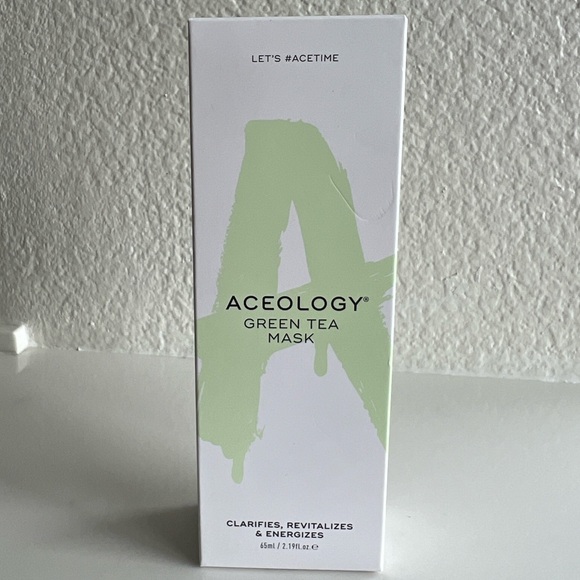 LET'S #ACETIME
ACEOLOGY®
GREEN TEA
MASK
CLARIFIES, REVITALIZES
& ENERGIZES
65ml / 2.19fl.oz.℮